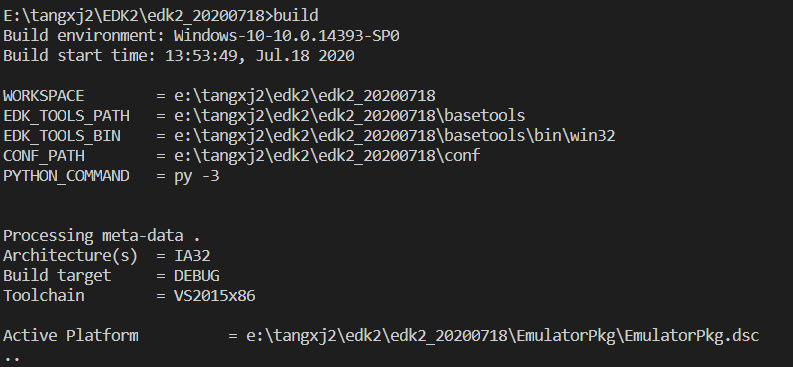 E:\tangxj2\EDK2\edk2_20200718>build
Build environment: Windows-10-10.0.14393-SP0
Build start time: 13:53:49, Jul.18 2020
WORKSPACE        = e:\tangxj2\edk2\edk2_20200718
EDK_TOOLS_PATH   = e:\tangxj2\edk2\edk2_20200718\basetools
EDK_TOOLS_BIN    = e:\tangxj2\edk2\edk2_20200718\basetools\bin\win32
CONF_PATH        = e:\tangxj2\edk2\edk2_20200718\conf
PYTHON_COMMAND   = py -3
Processing meta-data .
Architecture(s)  = IA32
Build target     = DEBUG
Toolchain        = VS2015x86
Active Platform          = e:\tangxj2\edk2\edk2_20200718\EmulatorPkg\EmulatorPkg.dsc
..